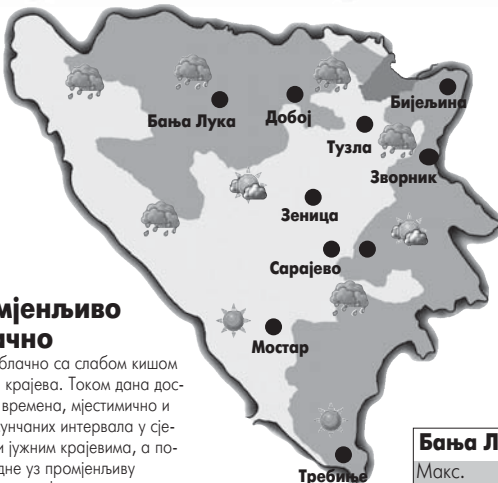 Бања Лука
Добој
Бијељина
Тузла
Зворник
Зеница
Сарајево
Мостар
Требиње
мјенљиво
чно
блачно са слабом кишом
крајева. Током дана дос-
времена, мјестимично и
унчаних интервала у сје-
и јужним крајевима, а по-
дне уз промјенљиву
Бања Л
Макс.